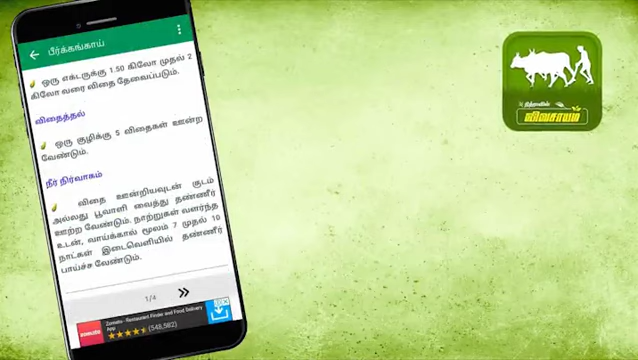 பீர்க்கங்காய்
ஒரு எக்டருக்கு 1.50 கிலோ முதல் 2
கிலோ வரை விதை தேவைப்படும்.
விதைத்தல்
ஒரு குழிக்கு 5 விதைகள் ஊன்ற
வேண்டும்.
நீர் நிர்வாகம்
விதை ஊன்றியவுடன் குடம்
அல்லது பூவாளி வைத்து தண்ணீர்
ஊற்ற வேண்டும். நாற்றுகள் வளர்ந்த
உடன், வாய்க்கால் மூலம் 7 முதல் 10
நாட்கள் இடைவெளியில் தண்ணீர்
பாய்ச்ச வேண்டும்.
1/4
zomato
Zomato - Restaurant Finder and Food Delivery
App
(548,582)
நித்ராவின்
விவசாயம்